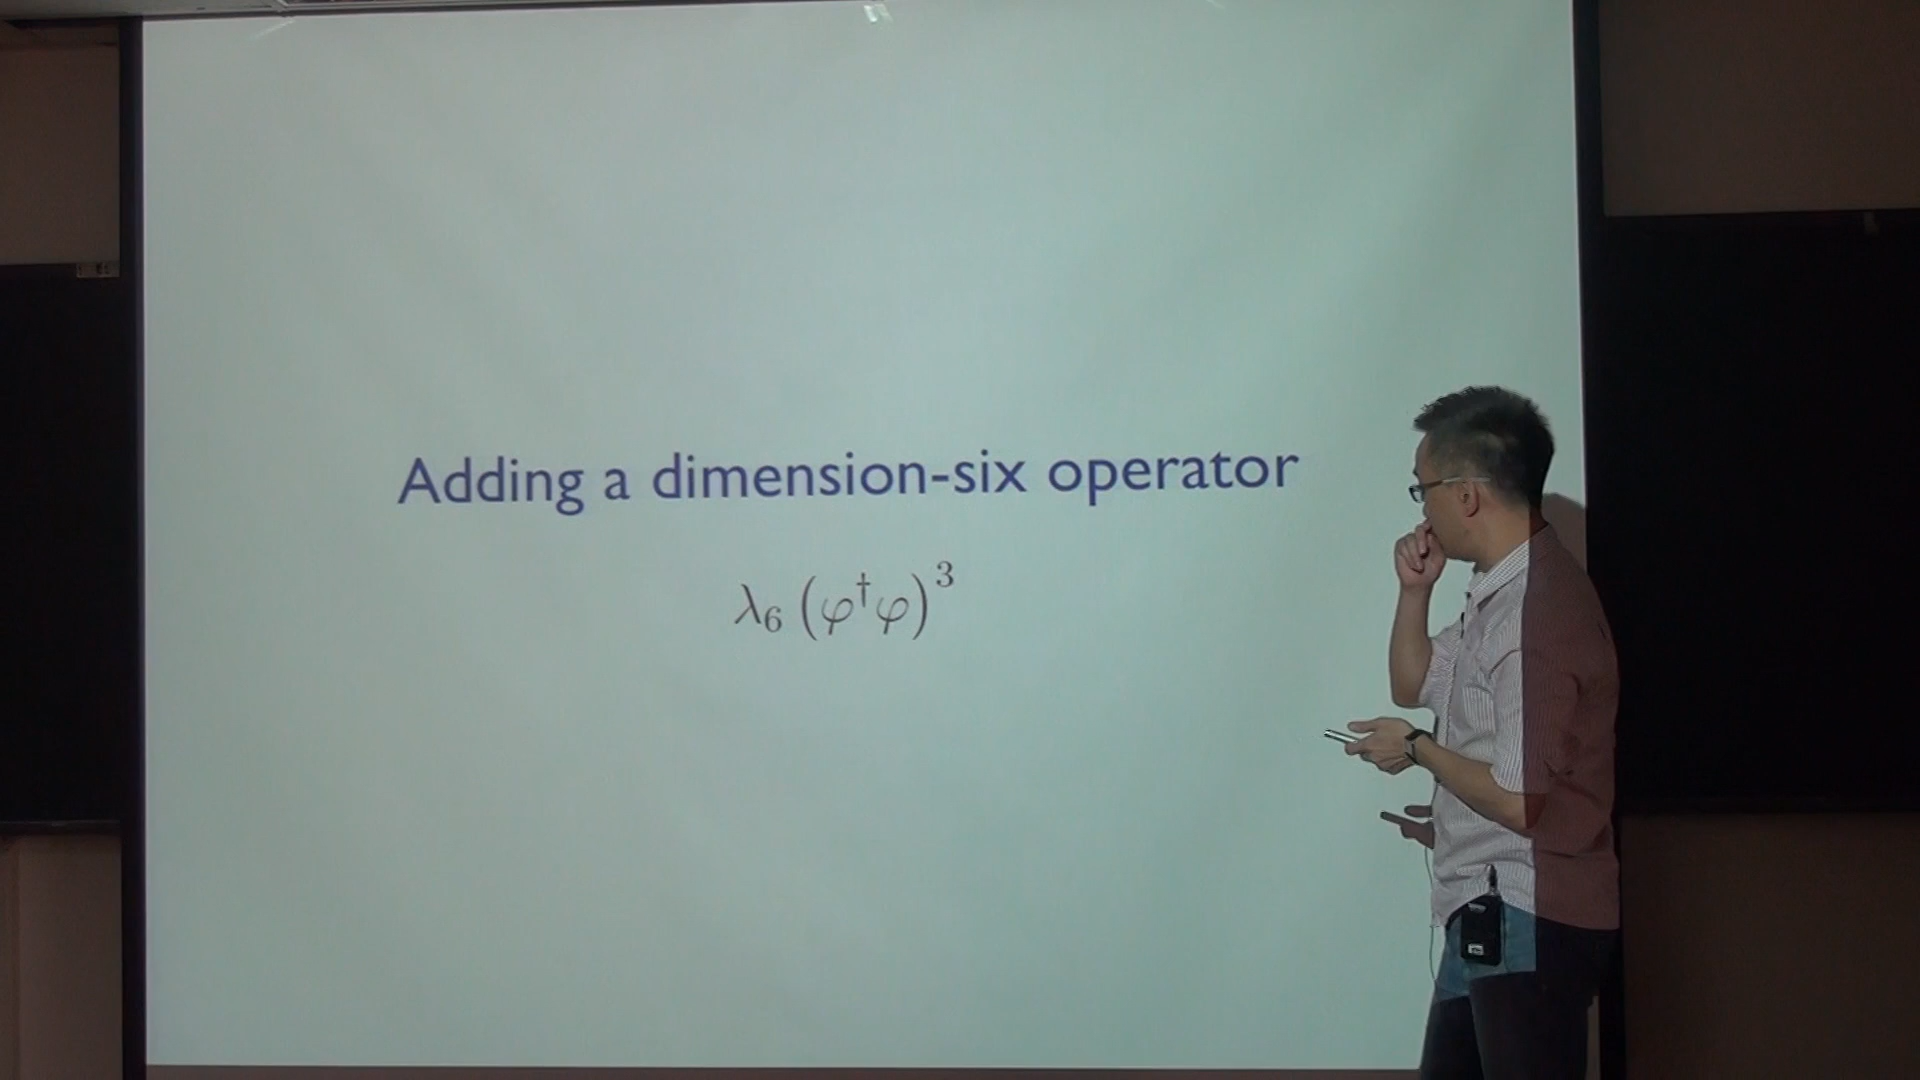 Adding a dimension-six operator
λ₆ (φ†φ)³